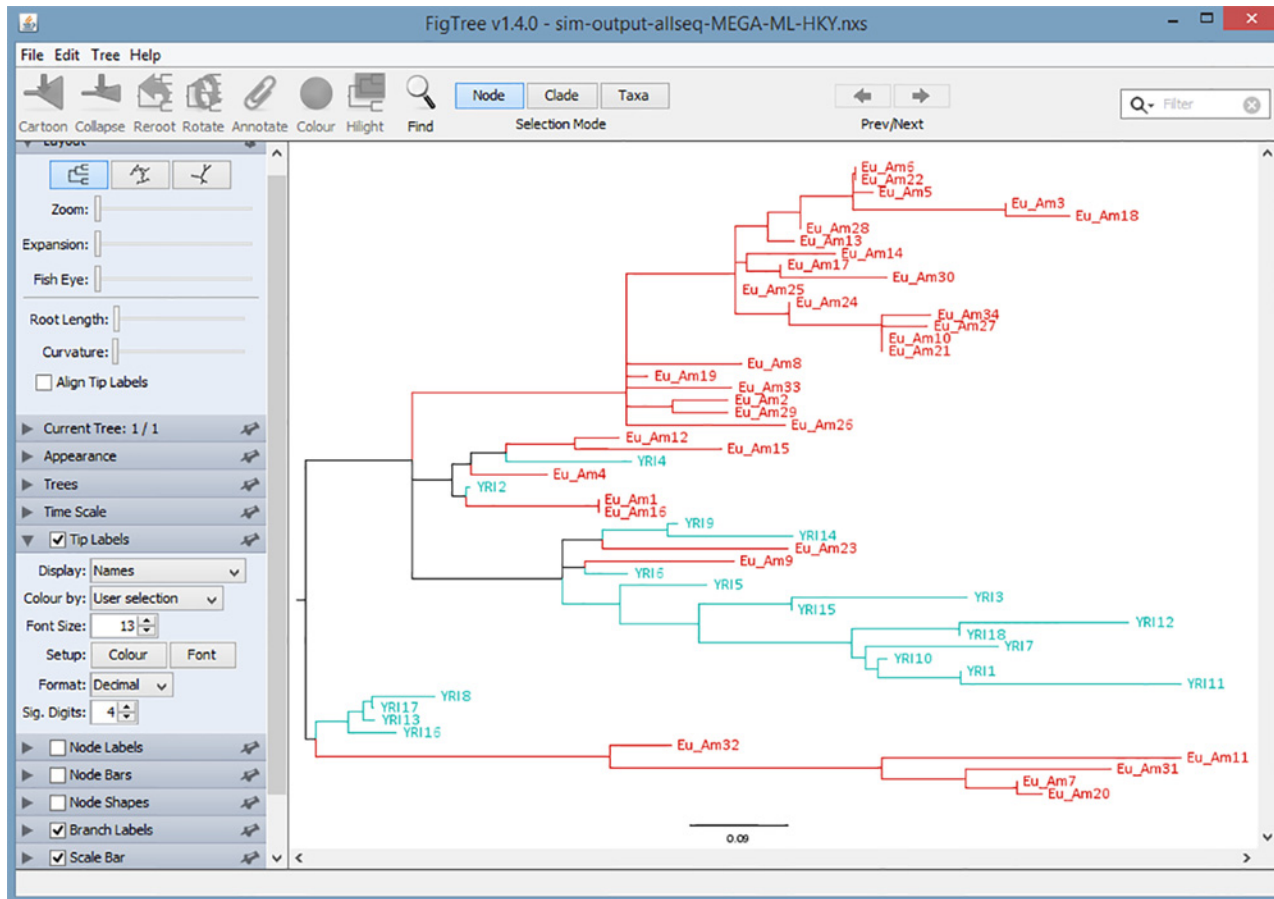 FigTree v1.4.0 - sim-output-allseq-MEGA-ML-HKY.nxs
File Edit Tree Help
Cartoon Collapse Reroot Rotate Annotate Colour Hilight Find
Node Clade Taxa
Selection Mode
Prev/Next
Filter
Layout
Zoom:
Expansion:
Fish Eye:
Root Length:
Curvature:
Align Tip Labels
Current Tree: 1 / 1
Appearance
Trees
Time Scale
Tip Labels
Display: Names
Colour by: User selection
Font Size: 13
Setup: Colour Font
Format: Decimal
Sig. Digits: 4
Node Labels
Node Bars
Node Shapes
Branch Labels
Scale Bar
Eu_Am6
Eu_Am22
Eu_Am5
Eu_Am3
Eu_Am18
Eu_Am28
Eu_Am13
Eu_Am14
Eu_Am17
Eu_Am30
Eu_Am25
Eu_Am24
Eu_Am34
Eu_Am27
Eu_Am10
Eu_Am21
Eu_Am8
Eu_Am19
Eu_Am33
Eu_Am2
Eu_Am29
Eu_Am26
Eu_Am12
Eu_Am15
YRI4
Eu_Am4
YRI2
Eu_Am1
Eu_Am16
YRI9
YRI14
Eu_Am23
Eu_Am9
YRI6
YRI5
YRI3
YRI15
YRI12
YRI18
YRI7
YRI10
YRI1
YRI11
YRI8
YRI17
YRI13
YRI16
Eu_Am32
Eu_Am11
Eu_Am31
Eu_Am7
Eu_Am20
0.09